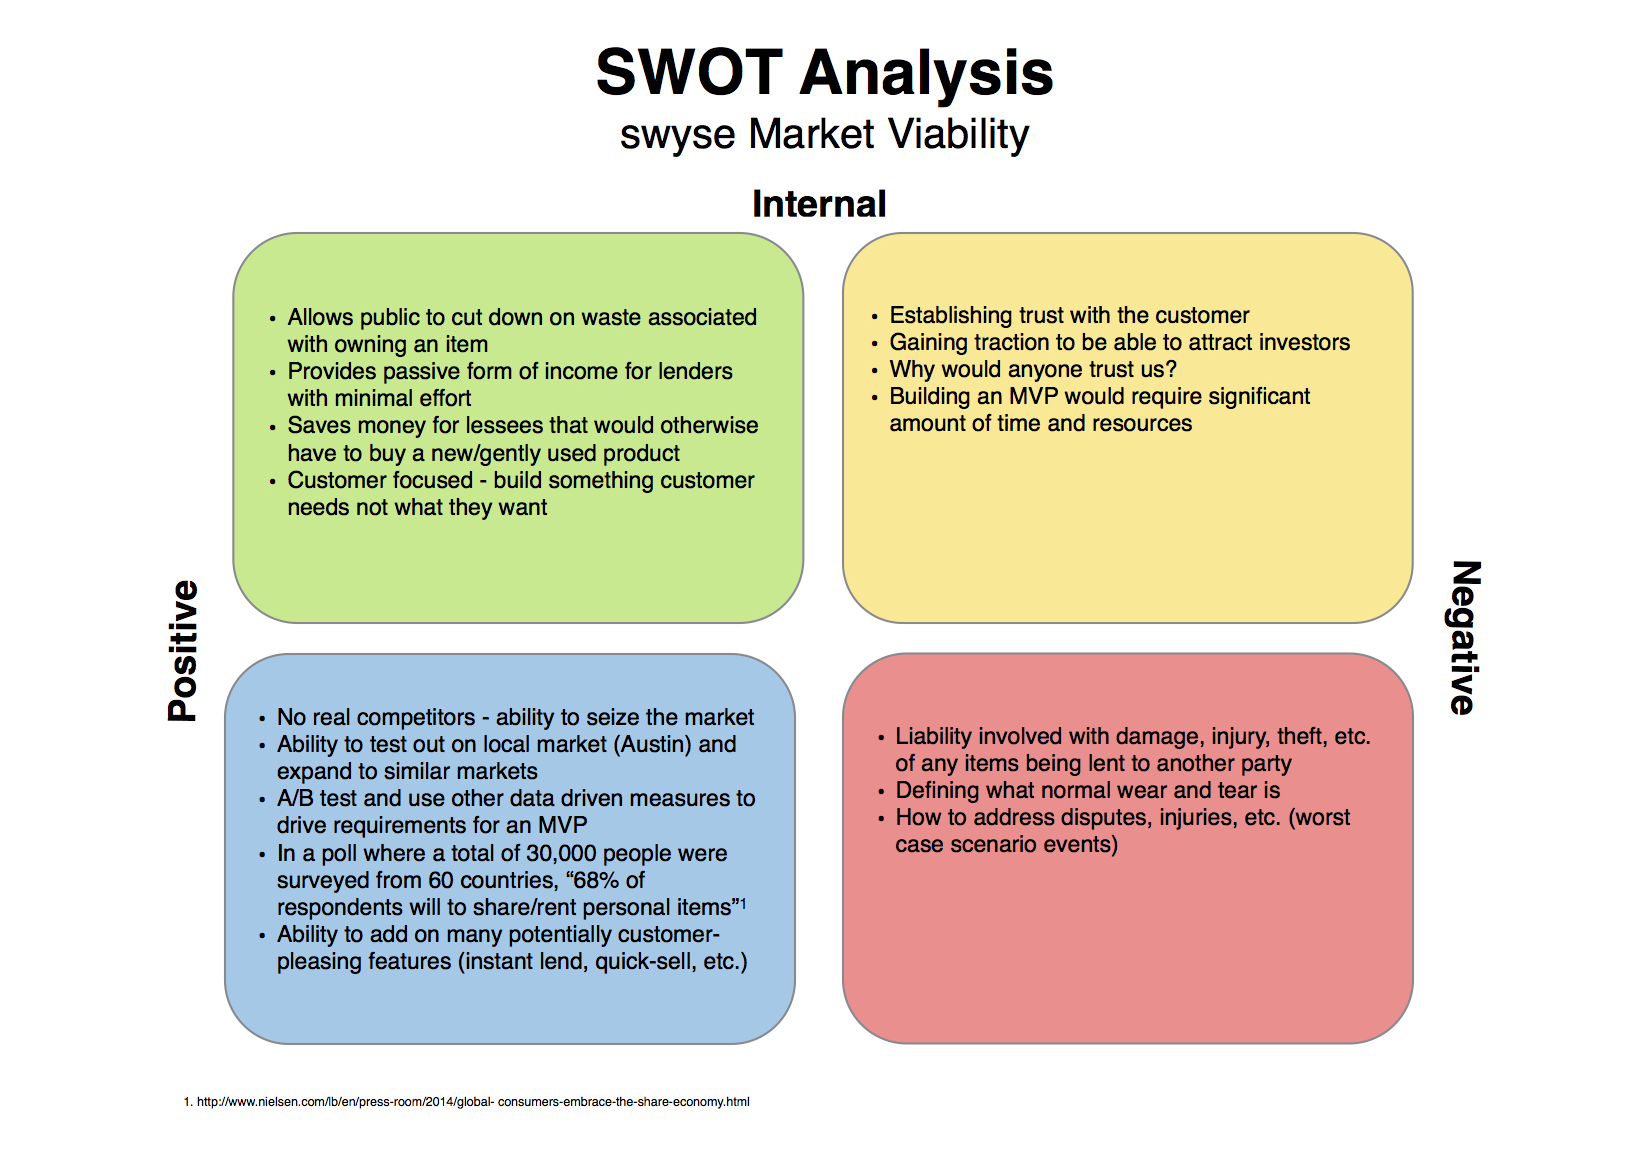 SWOT Analysis
swyse Market Viability
Internal
• Allows public to cut down on waste associated
with owning an item
• Provides passive form of income for lenders
with minimal effort
• Saves money for lessees that would otherwise
have to buy a new/gently used product
• Customer focused - build something customer
needs not what they want
• Establishing trust with the customer
• Gaining traction to be able to attract investors
• Why would anyone trust us?
• Building an MVP would require significant
amount of time and resources
Positive
Negative
• No real competitors - ability to seize the market
• Ability to test out on local market (Austin) and
expand to similar markets
• A/B test and use other data driven measures to
drive requirements for an MVP
• In a poll where a total of 30,000 people were
surveyed from 60 countries, “68% of
respondents will to share/rent personal items”1
• Ability to add on many potentially customer-
pleasing features (instant lend, quick-sell, etc.)
• Liability involved with damage, injury, theft, etc.
of any items being lent to another party
• Defining what normal wear and tear is
• How to address disputes, injuries, etc. (worst
case scenario events)
1. http://www.nielsen.com/lb/en/press-room/2014/global- consumers-embrace-the-share-economy.html